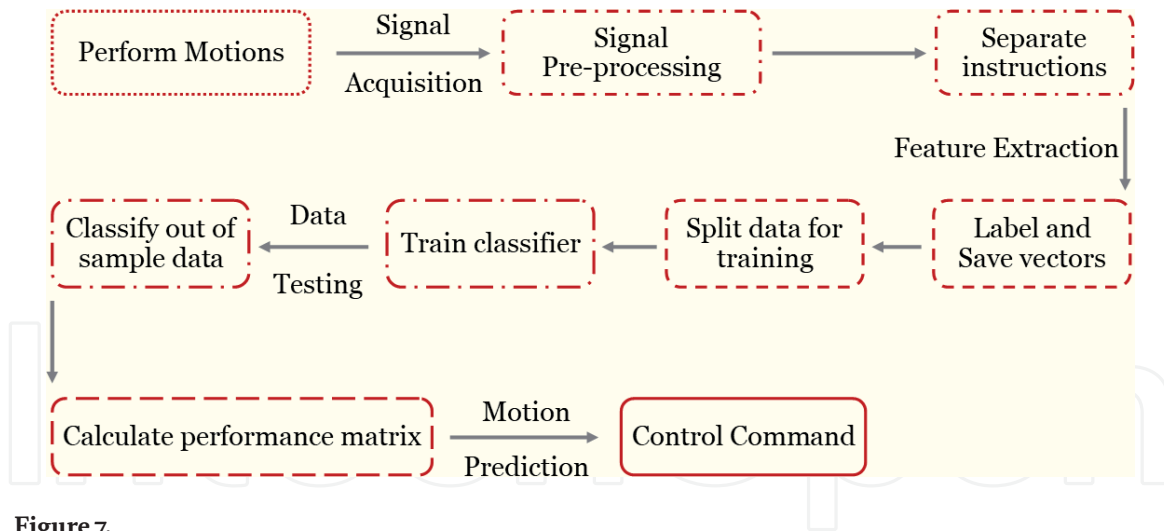 Perform Motions
Signal
Acquisition
Signal
Pre-processing
Separate
instructions
Feature Extraction
Classify out of
sample data
Data
Testing
Train classifier
Split data for
training
Label and
Save vectors
Calculate performance matrix
Motion
Prediction
Control Command
Figure 7.